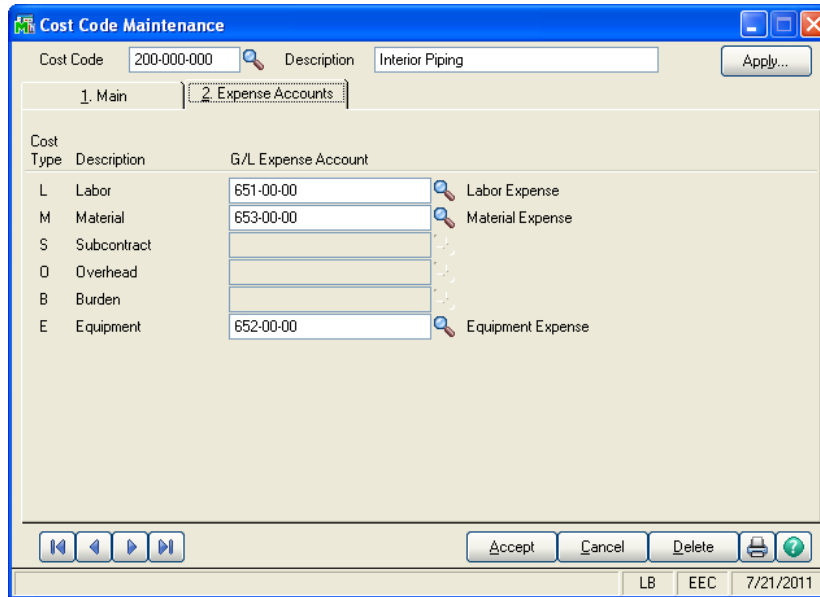 Cost Code Maintenance
Cost Code 200-000-000 Description Interior Piping Apply...
1. Main 2. Expense Accounts
Cost
Type Description G/L Expense Account
L Labor 651-00-00 Labor Expense
M Material 653-00-00 Material Expense
S Subcontract
O Overhead
B Burden
E Equipment 652-00-00 Equipment Expense
Accept Cancel Delete
LB EEC 7/21/2011